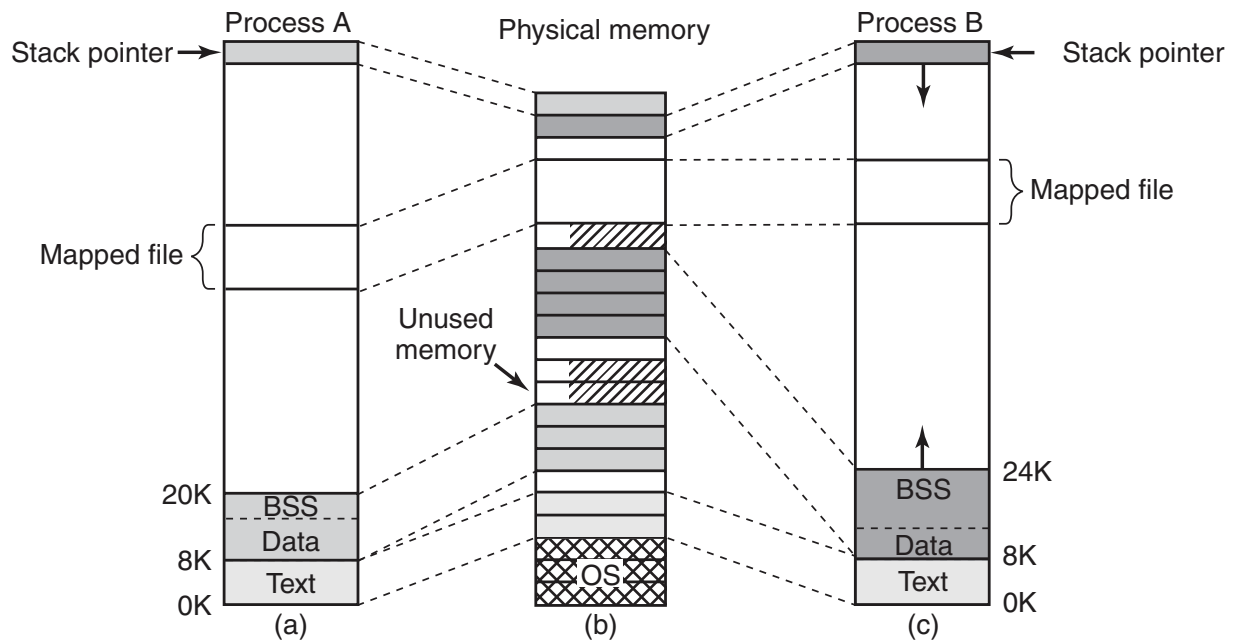 Process A
Physical memory
Process B
Stack pointer
Stack pointer
Mapped file
Mapped file
Unused
memory
20K
BSS
Data
8K
Text
0K
OS
24K
BSS
Data
8K
Text
0K
(a)
(b)
(c)